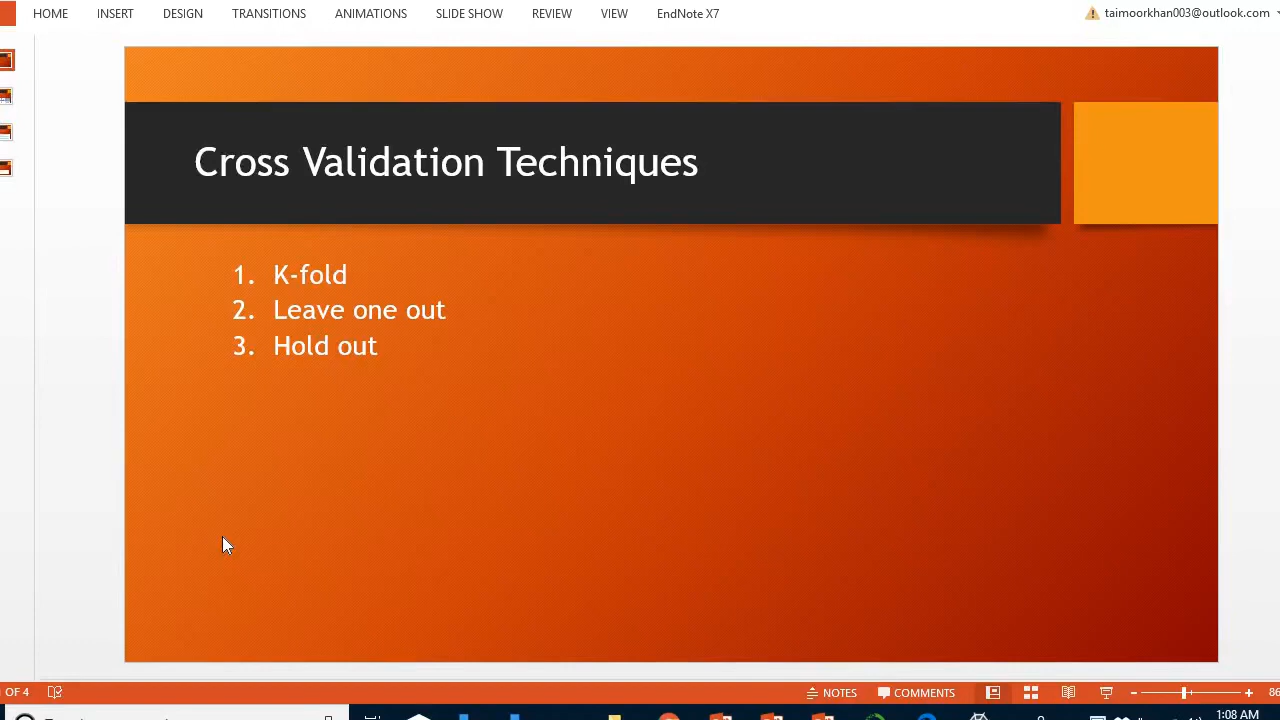 HOME INSERT DESIGN TRANSITIONS ANIMATIONS SLIDE SHOW REVIEW VIEW EndNote X7 taimoorkhan003@outlook.com
Cross Validation Techniques
1. K-fold
2. Leave one out
3. Hold out
OF 4 NOTES COMMENTS 86
1:08 AM